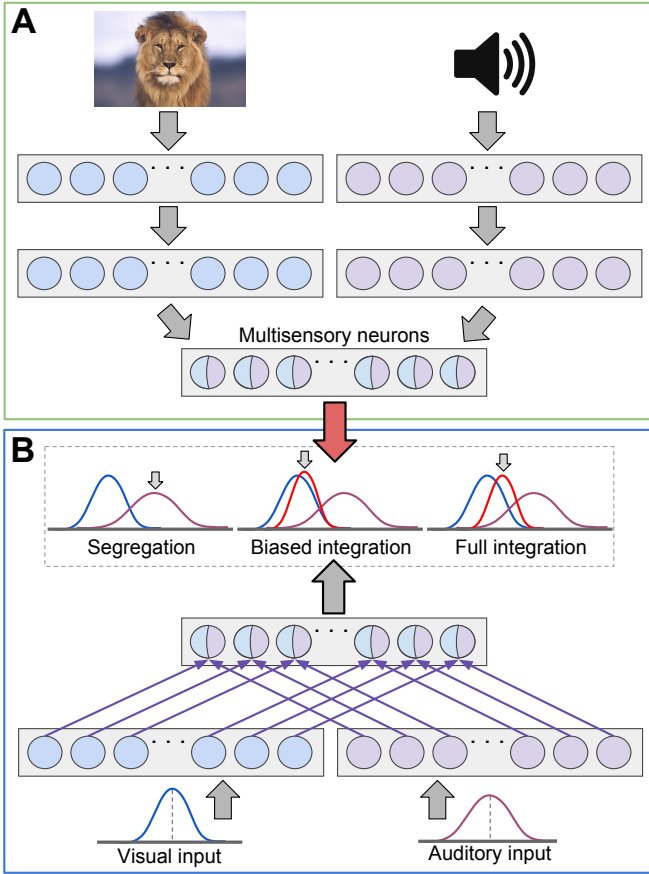 A
Multisensory neurons
B
Segregation
Biased integration
Full integration
Visual input
Auditory input